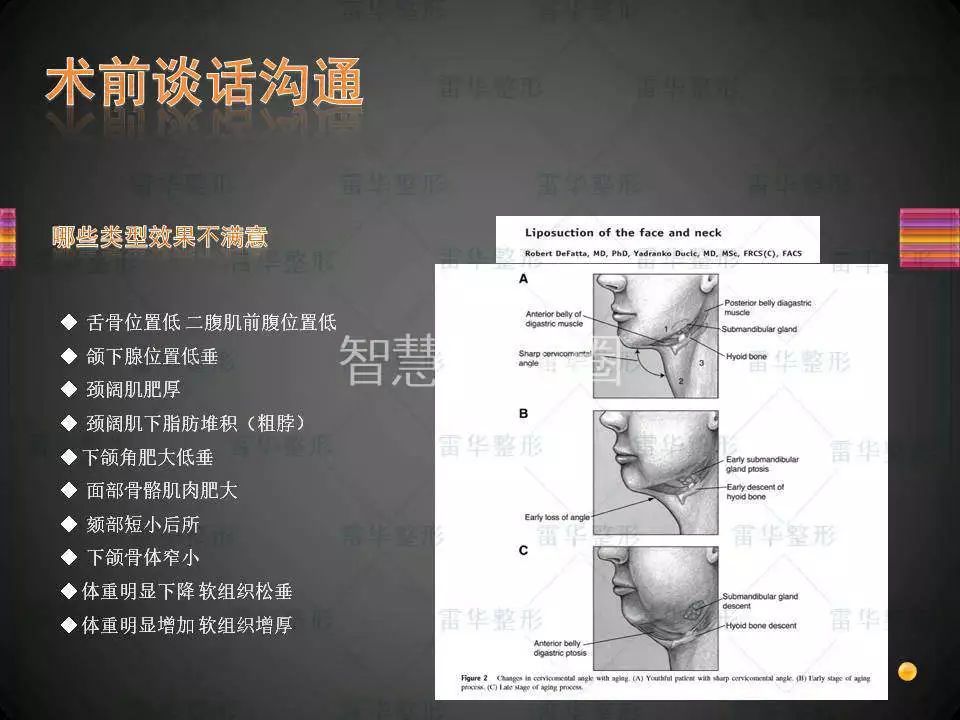 术前谈话沟通
哪些类型效果不满意
◆ 舌骨位置低 二腹肌前腹位置低
◆ 颌下腺位置低垂
◆ 颈阔肌肥厚
◆ 颈阔肌下脂肪堆积（粗脖）
◆下颌角肥大低垂
◆ 面部骨骼肌肉肥大
◆ 颏部短小后所
◆ 下颌骨体窄小
◆体重明显下降 软组织松垂
◆体重明显增加 软组织增厚
Liposuction of the face and neck
Robert DeFatta, MD, PhD, Yadranko Ducic, MD, MSc, FRCS(C), FACS
A
Anterior belly of
digastric muscle
Sharp cervicomental
angle
Posterior belly diagastric
muscle
Submandibular gland
Hyoid bone
1
2
3
B
Early submandibular
gland ptosis
Early descent of
hyoid bone
Early loss of angle
C
Submandibular gland
descent
Hyoid bone descent
Anterior belly
digastric ptosis
Figure 2 Changes in cervicomental angle with aging. (A) Youthful patient with sharp cervicomental angle. (B) Early stage of aging
process. (C) Late stage of aging process.
智慧
圈
雷华整形